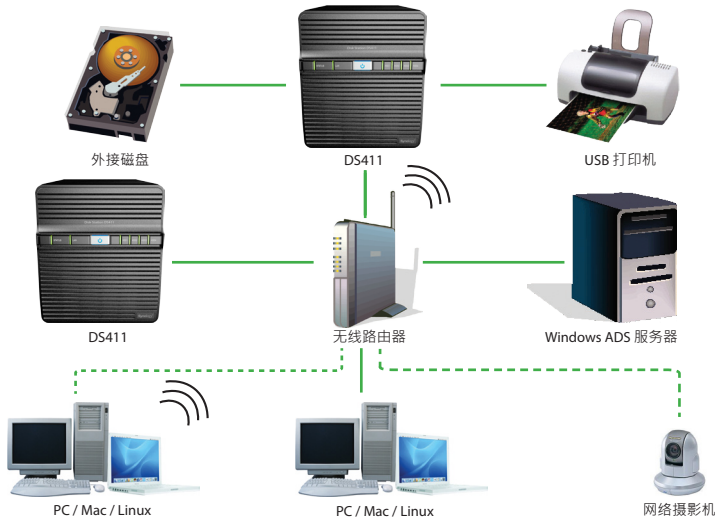 外接磁盘
DS411
USB 打印机
DS411
无线路由器
Windows ADS 服务器
PC / Mac / Linux
PC / Mac / Linux
网络摄影机